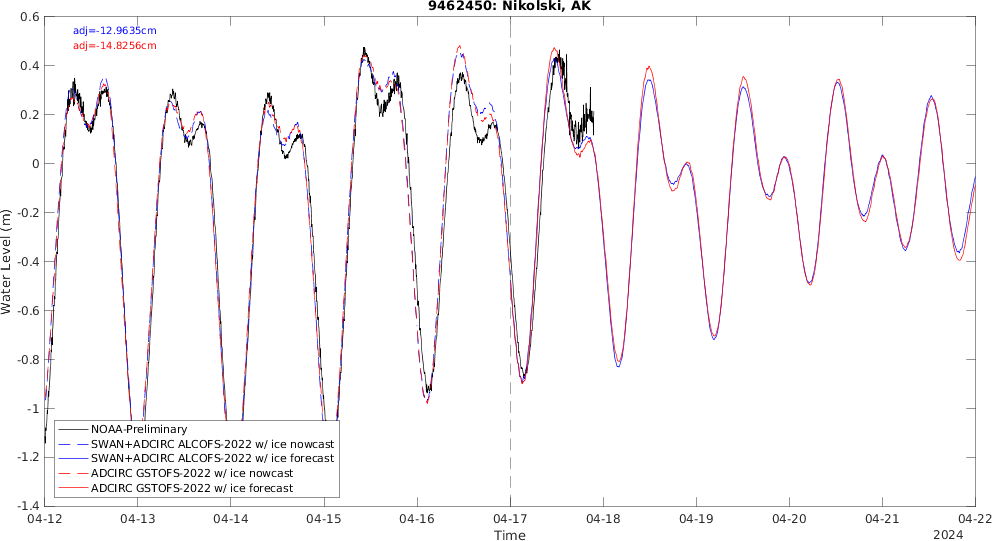 9462450: Nikolski, AK
adj=-12.9635cm
adj=-14.8256cm
0.6
0.4
0.2
0
-0.2
-0.4
-0.6
-0.8
-1
-1.2
-1.4
Water Level (m)
NOAA-Preliminary
SWAN+ADCIRC ALCOFS-2022 w/ ice nowcast
SWAN+ADCIRC ALCOFS-2022 w/ ice forecast
ADCIRC GSTOFS-2022 w/ ice nowcast
ADCIRC GSTOFS-2022 w/ ice forecast
04-12 04-13 04-14 04-15 04-16 04-17 04-18 04-19 04-20 04-21 04-22
Time
2024